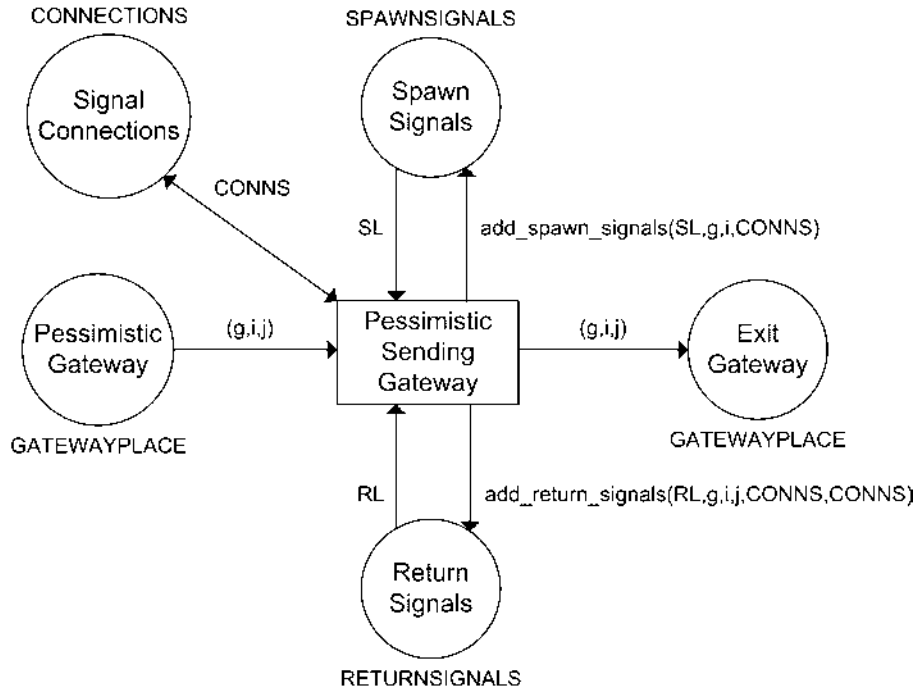 CONNECTIONS
SPAWNSIGNALS
Signal
Connections
Spawn
Signals
CONNS
SL
add_spawn_signals(SL,g,i,CONNS)
Pessimistic
Gateway
(g,i,j)
Pessimistic
Sending
Gateway
(g,i,j)
Exit
Gateway
GATEWAYPLACE
GATEWAYPLACE
RL
add_return_signals(RL,g,i,j,CONNS,CONNS)
Return
Signals
RETURNSIGNALS